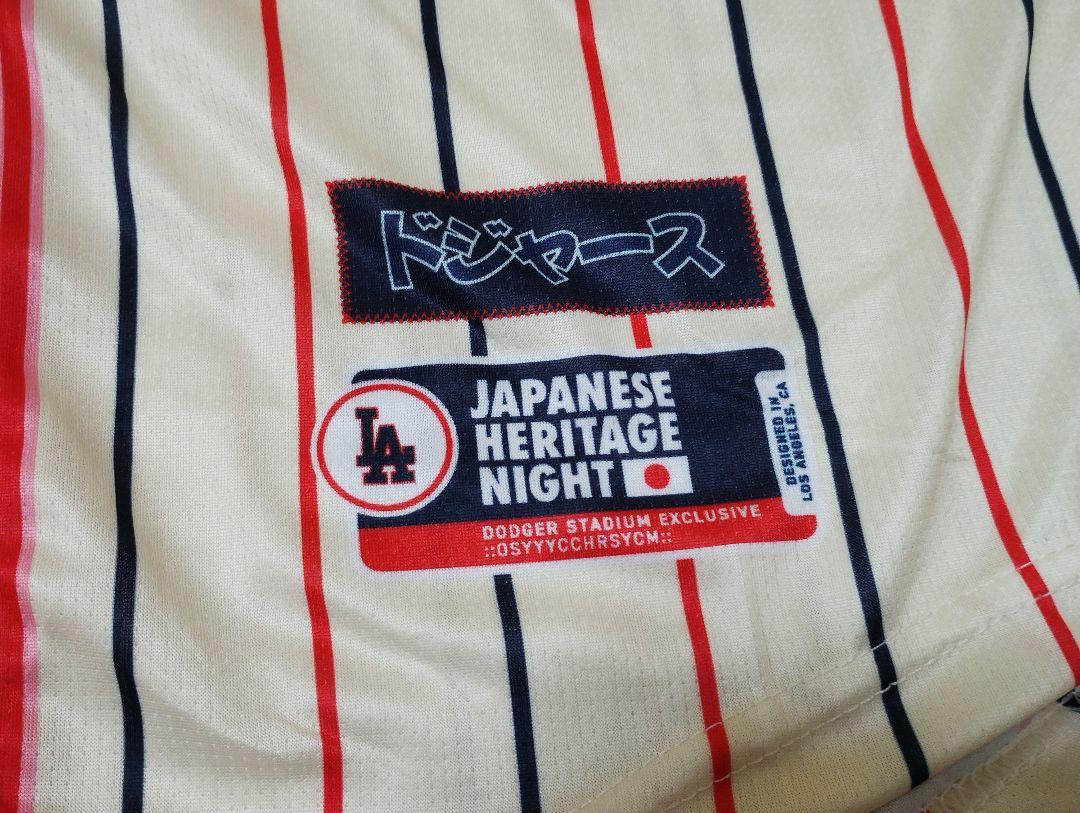 ドジャース
LA
JAPANESE
HERITAGE
NIGHT
DODGER STADIUM EXCLUSIVE
::OSYYYCCHRSYCM::
DESIGNED IN
LOS ANGELES, CA